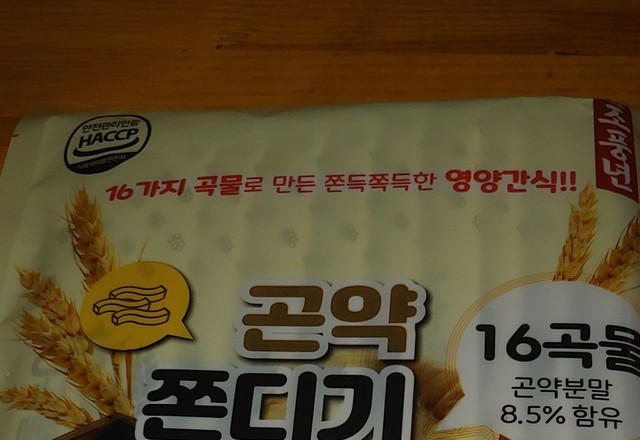 안전관리인증
HACCP
16가지 곡물로 만든 쫀득쪽득한 영양간식!!
곤약
쫀디기
16곡물
곤약분말
8.5% 함유